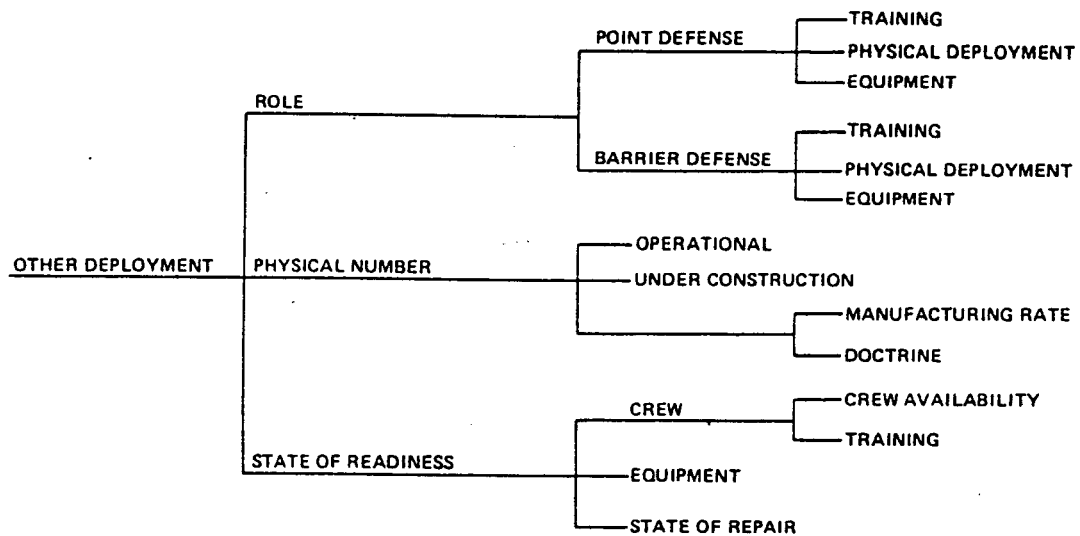 TRAINING
POINT DEFENSE
PHYSICAL DEPLOYMENT
EQUIPMENT
ROLE
TRAINING
BARRIER DEFENSE
PHYSICAL DEPLOYMENT
EQUIPMENT
OPERATIONAL
OTHER DEPLOYMENT
PHYSICAL NUMBER
UNDER CONSTRUCTION
MANUFACTURING RATE
DOCTRINE
CREW AVAILABILITY
CREW
TRAINING
STATE OF READINESS
EQUIPMENT
STATE OF REPAIR